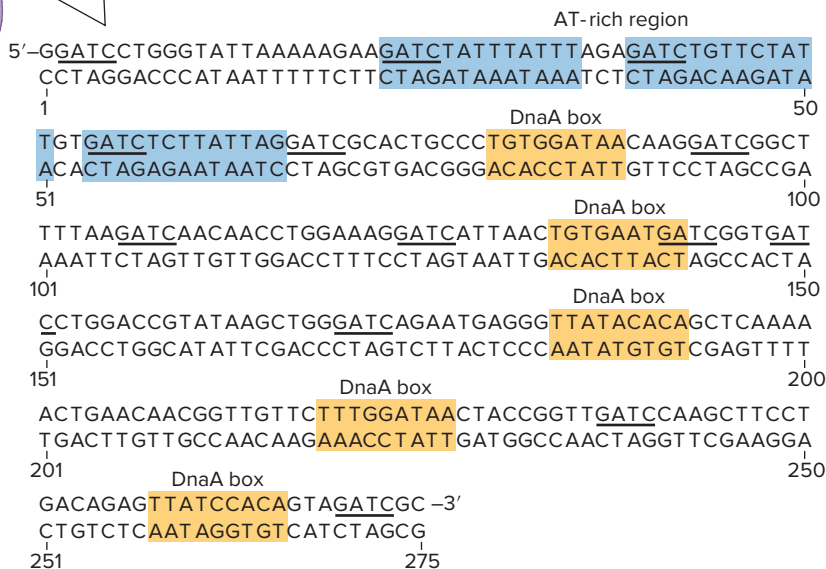 AT-rich region
5′–GGATCCTGGGTATTAAAAAGAAGATCTATTTATTTAGAGATCTGTTCTAT
CCTAGGACCCATAATTTTTCTTCTAGATAAATAAATCTCTAGACAAGATA
1 50
DnaA box
TGTGATCTCTTATTAGGATCGCACTGCCCTGTGGATAACAAGGATCGGCT
ACACTAGAGAATAATCCTAGCGTGACGGGACACCTATTGTTCCTAGCCGA
51 100
DnaA box
TTTAAGATCAACAACCTGGAAAGGATCATTAACTGTGAATGATCGGTGAT
AAATTCTAGTTGTTGGACCTTTCCTAGTAATTGACACTTACTAGCCACTA
101 150
DnaA box
CCTGGACCGTATAAGCTGGGATCAGAATGAGGGTTATACACAGCTCAAAA
GGACCTGGCATATTCGACCCTAGTCTTACTCCCAATATGTGTCGAGTTTT
151 200
DnaA box
ACTGAACAACGGTTGTTCTTTGGATAACTACCGGTTGATCCAAGCTTCCT
TGACTTGTTGCCAACAAGAAACCTATTGATGGCCAACTAGGTTCGAAGGA
201 250
DnaA box
GACAGAGTTATCCACAGTAGATCGC –3′
CTGTCTCAATAGGTGTCATCTAGCG
251 275